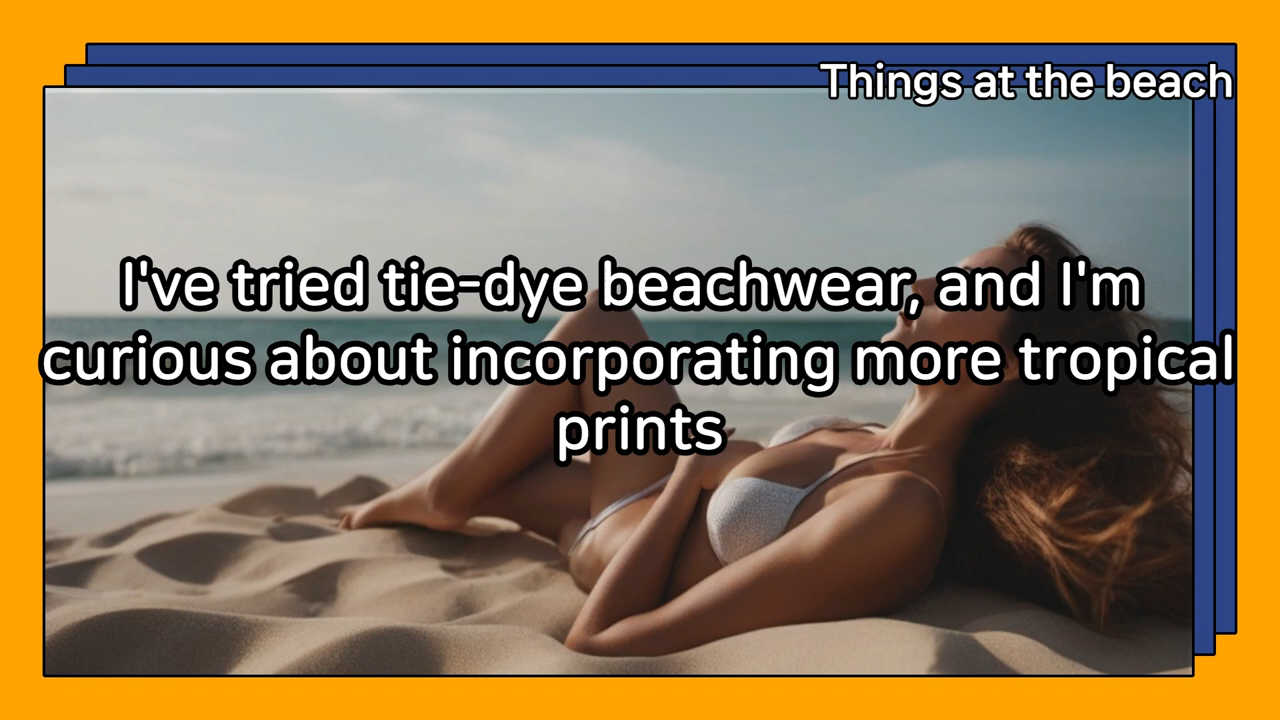 Things at the beach
I've tried tie-dye beachwear, and I'm
curious about incorporating more tropical
prints